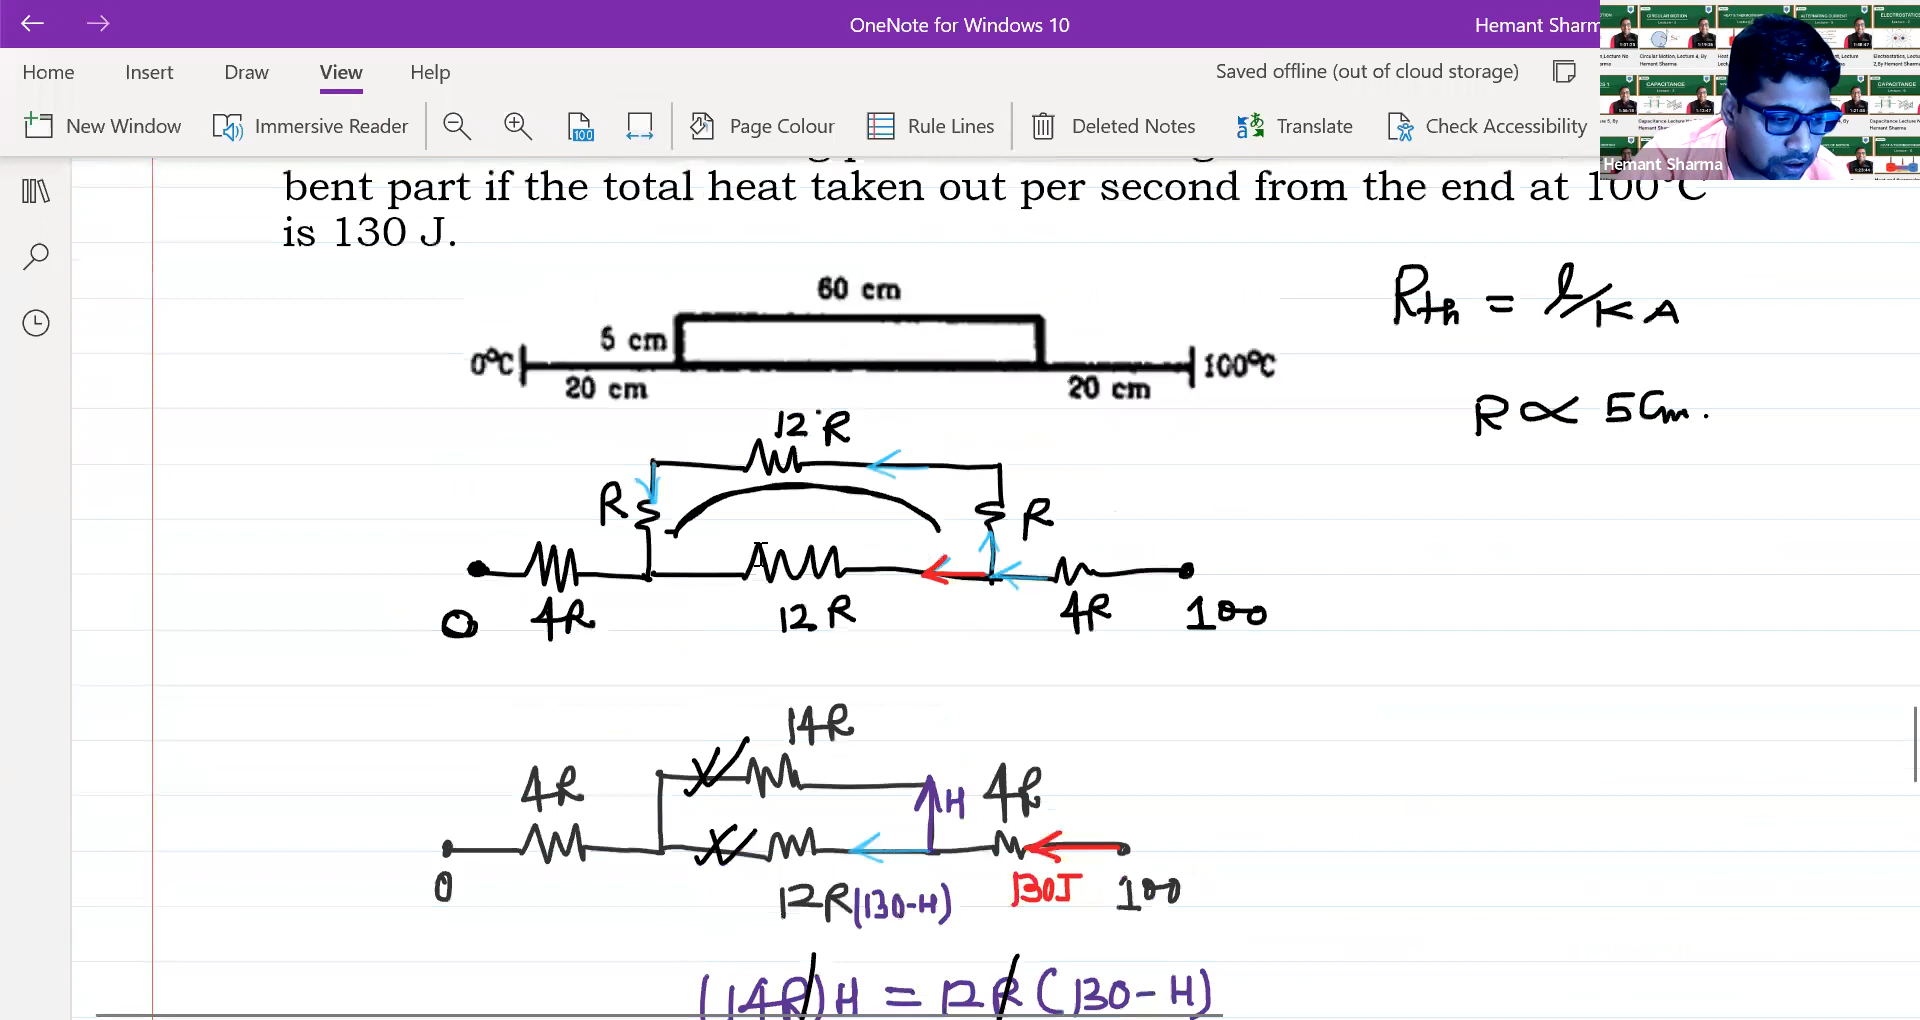 OneNote for Windows 10
Hemant Sharm
Home Insert Draw View Help
Saved offline (out of cloud storage)
New Window Immersive Reader Page Colour Rule Lines Deleted Notes Translate Check Accessibility
Hemant Sharma
bent part if the total heat taken out per second from the end at 100°C
is 130 J.
60 cm
5 cm
0°C
100°C
20 cm
20 cm
Rth = l/KA
R ∝ 5 Cm.
12 R
R
R
4R
12 R
4R
0
100
14R
4R
H
4R
12R (130-H)
130J
0
100
(14R)H = 12R (130-H)